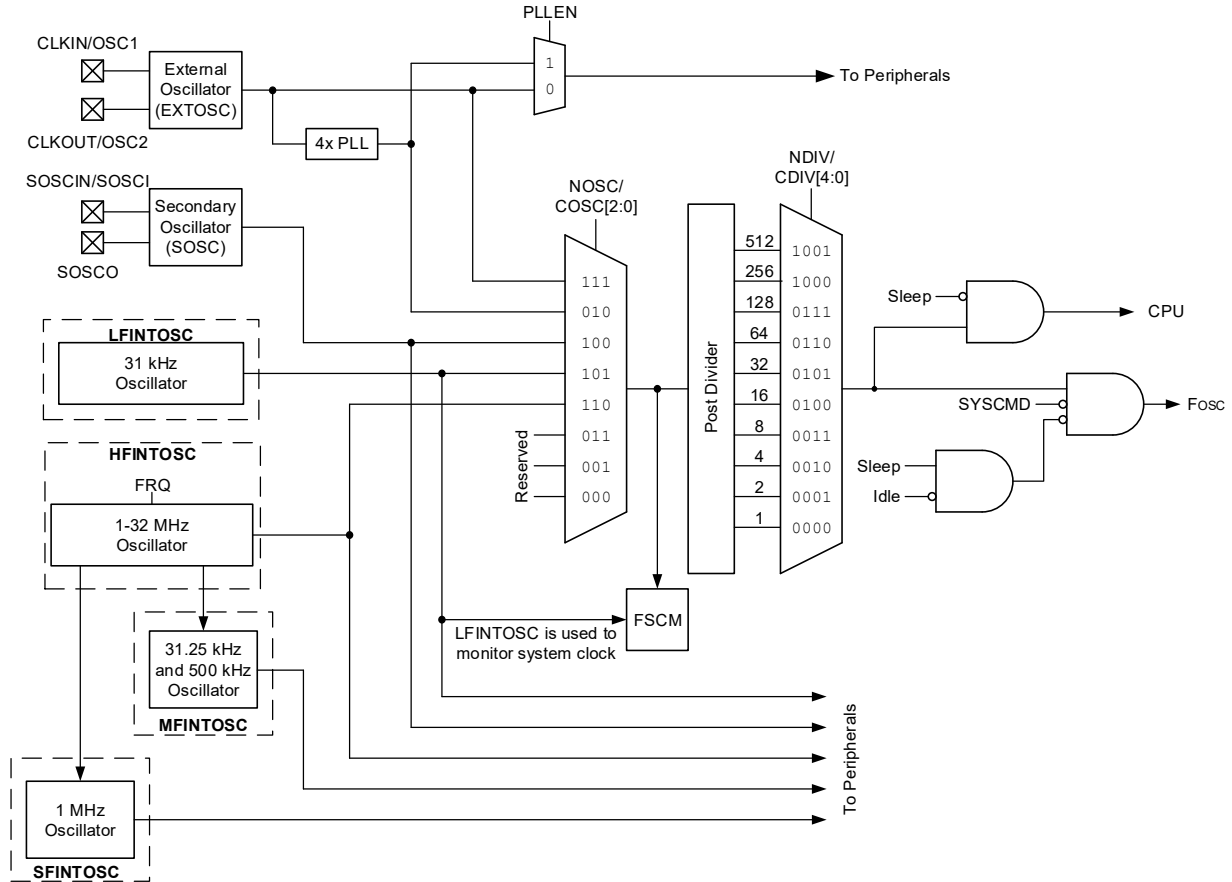 PLLEN
CLKIN/OSC1
External
Oscillator
(EXTOSC)
1
0
To Peripherals
CLKOUT/OSC2
4x PLL
SOSCIN/SOSCI
Secondary
Oscillator
(SOSC)
SOSCO
NOSC/
COSC[2:0]
NDIV/
CDIV[4:0]
111
010
100
101
110
011
001
000
Reserved
Post Divider
512
256
128
64
32
16
8
4
2
1
1001
1000
0111
0110
0101
0100
0011
0010
0001
0000
Sleep
CPU
SYSCMD
FOSC
Sleep
Idle
LFINTOSC
31 kHz
Oscillator
HFINTOSC
FRQ
1-32 MHz
Oscillator
FSCM
LFINTOSC is used to
monitor system clock
31.25 kHz
and 500 kHz
Oscillator
MFINTOSC
To Peripherals
1 MHz
Oscillator
SFINTOSC